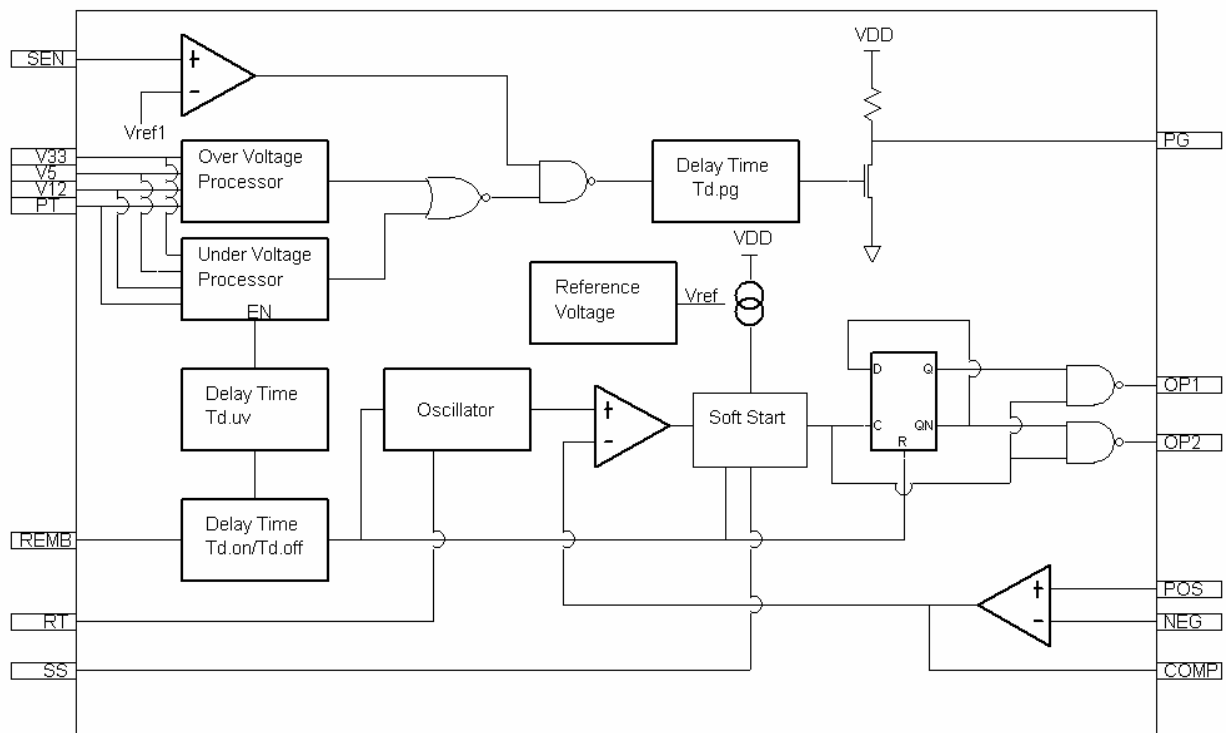 VDD
SEN
+
-
Vref1
PG
V33
V5
V12
PT
Over Voltage
Processor
Delay Time
Td.pg
Under Voltage
Processor
EN
VDD
Reference
Voltage
Vref
Delay Time
Td.uv
Oscillator
+
-
Soft Start
D
Q
C
QN
R
OP1
OP2
REMB
Delay Time
Td.on/Td.off
RT
SS
+
-
POS
NEG
COMP